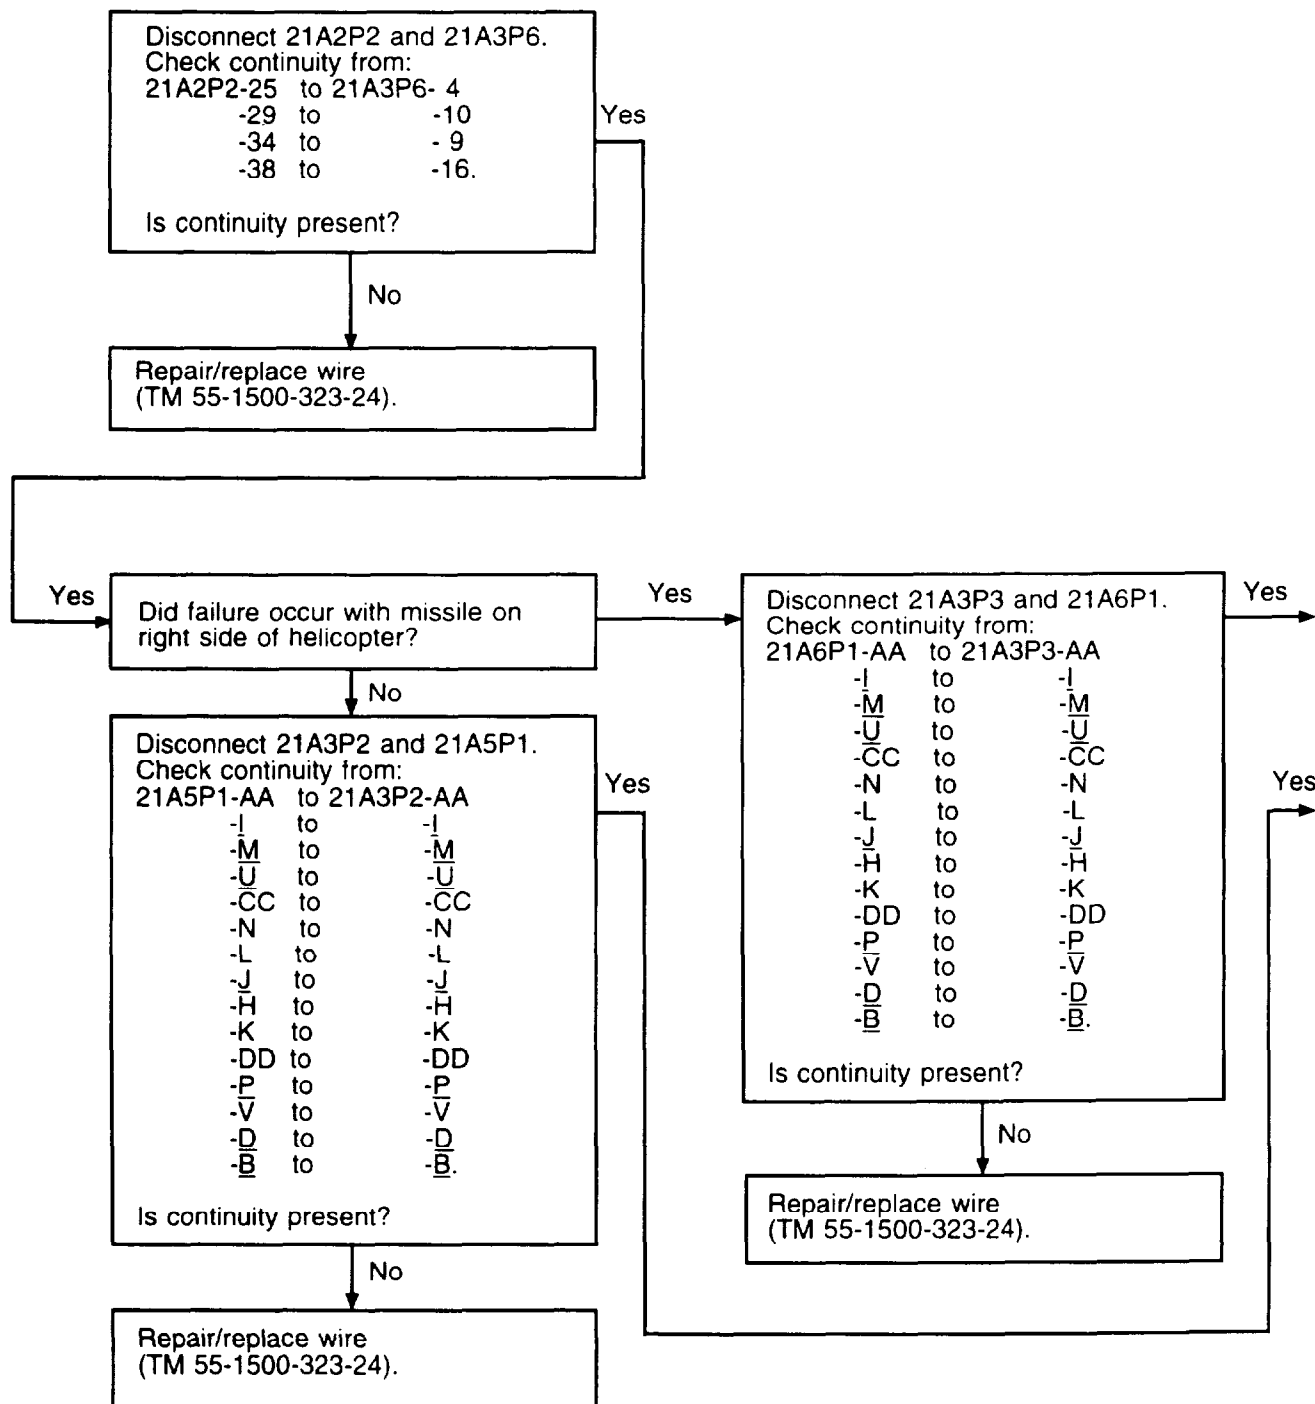 Disconnect 21A2P2 and 21A3P6.
Check continuity from:
21A2P2-25 to 21A3P6- 4
-29 to -10
-34 to - 9
-38 to -16.
Is continuity present?
Yes
No
Repair/replace wire
(TM 55-1500-323-24).
Yes
Did failure occur with missile on
right side of helicopter?
Yes
No
Disconnect 21A3P2 and 21A5P1.
Check continuity from:
21A5P1-AA to 21A3P2-AA
-I to -I
-M to -M
-U to -U
-CC to -CC
-N to -N
-L to -L
-J to -J
-H to -H
-K to -K
-DD to -DD
-P to -P
-V to -V
-D to -D
-B to -B.
Is continuity present?
Yes
No
Repair/replace wire
(TM 55-1500-323-24).
Disconnect 21A3P3 and 21A6P1.
Check continuity from:
21A6P1-AA to 21A3P3-AA
-I to -I
-M to -M
-U to -U
-CC to -CC
-N to -N
-L to -L
-J to -J
-H to -H
-K to -K
-DD to -DD
-P to -P
-V to -V
-D to -D
-B to -B.
Is continuity present?
Yes
Yes
No
Repair/replace wire
(TM 55-1500-323-24).